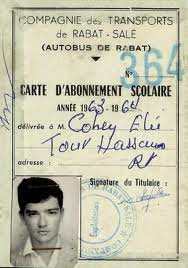 COMPAGNIE des TRANSPORTS
de RABAT - SALÉ
(AUTOBUS DE RABAT)
N° 364
CARTE D'ABONNEMENT SCOLAIRE
ANNÉE 1963-1964
délivrée à M. Cohen Elie
Tour Hassan
adresse : Rt
Signature du Titulaire :